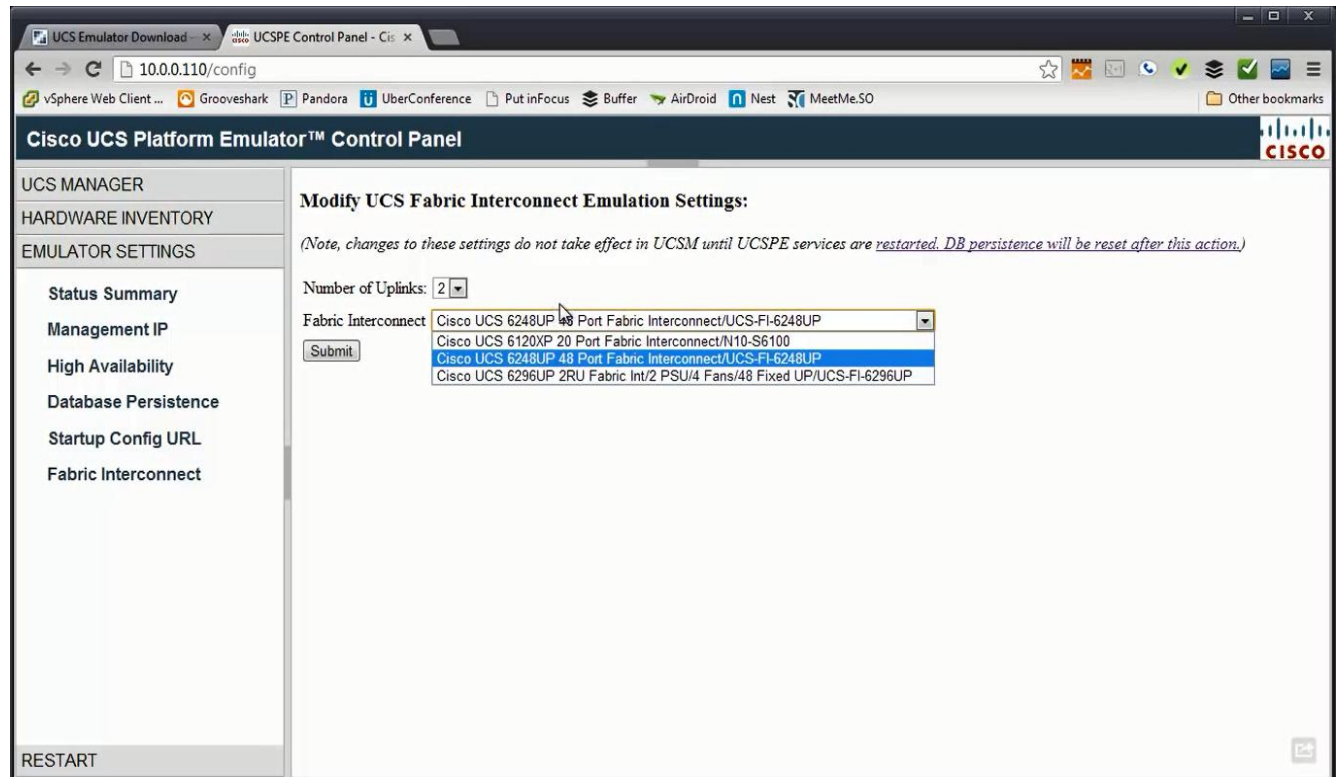 UCS Emulator Download -
UCSPE Control Panel - Cis
10.0.0.110/config
vSphere Web Client ...
Grooveshark
Pandora
UberConference
Put inFocus
Buffer
AirDroid
Nest
MeetMe.SO
Other bookmarks
Cisco UCS Platform Emulator™ Control Panel
CISCO
UCS MANAGER
HARDWARE INVENTORY
EMULATOR SETTINGS
Status Summary
Management IP
High Availability
Database Persistence
Startup Config URL
Fabric Interconnect
RESTART
Modify UCS Fabric Interconnect Emulation Settings:
(Note, changes to these settings do not take effect in UCSM until UCSPE services are restarted. DB persistence will be reset after this action.)
Number of Uplinks: 2
Fabric Interconnect Cisco UCS 6248UP 48 Port Fabric Interconnect/UCS-FI-6248UP
Cisco UCS 6120XP 20 Port Fabric Interconnect/N10-S6100
Cisco UCS 6248UP 48 Port Fabric Interconnect/UCS-FI-6248UP
Cisco UCS 6296UP 2RU Fabric Int/2 PSU/4 Fans/48 Fixed UP/UCS-FI-6296UP
Submit